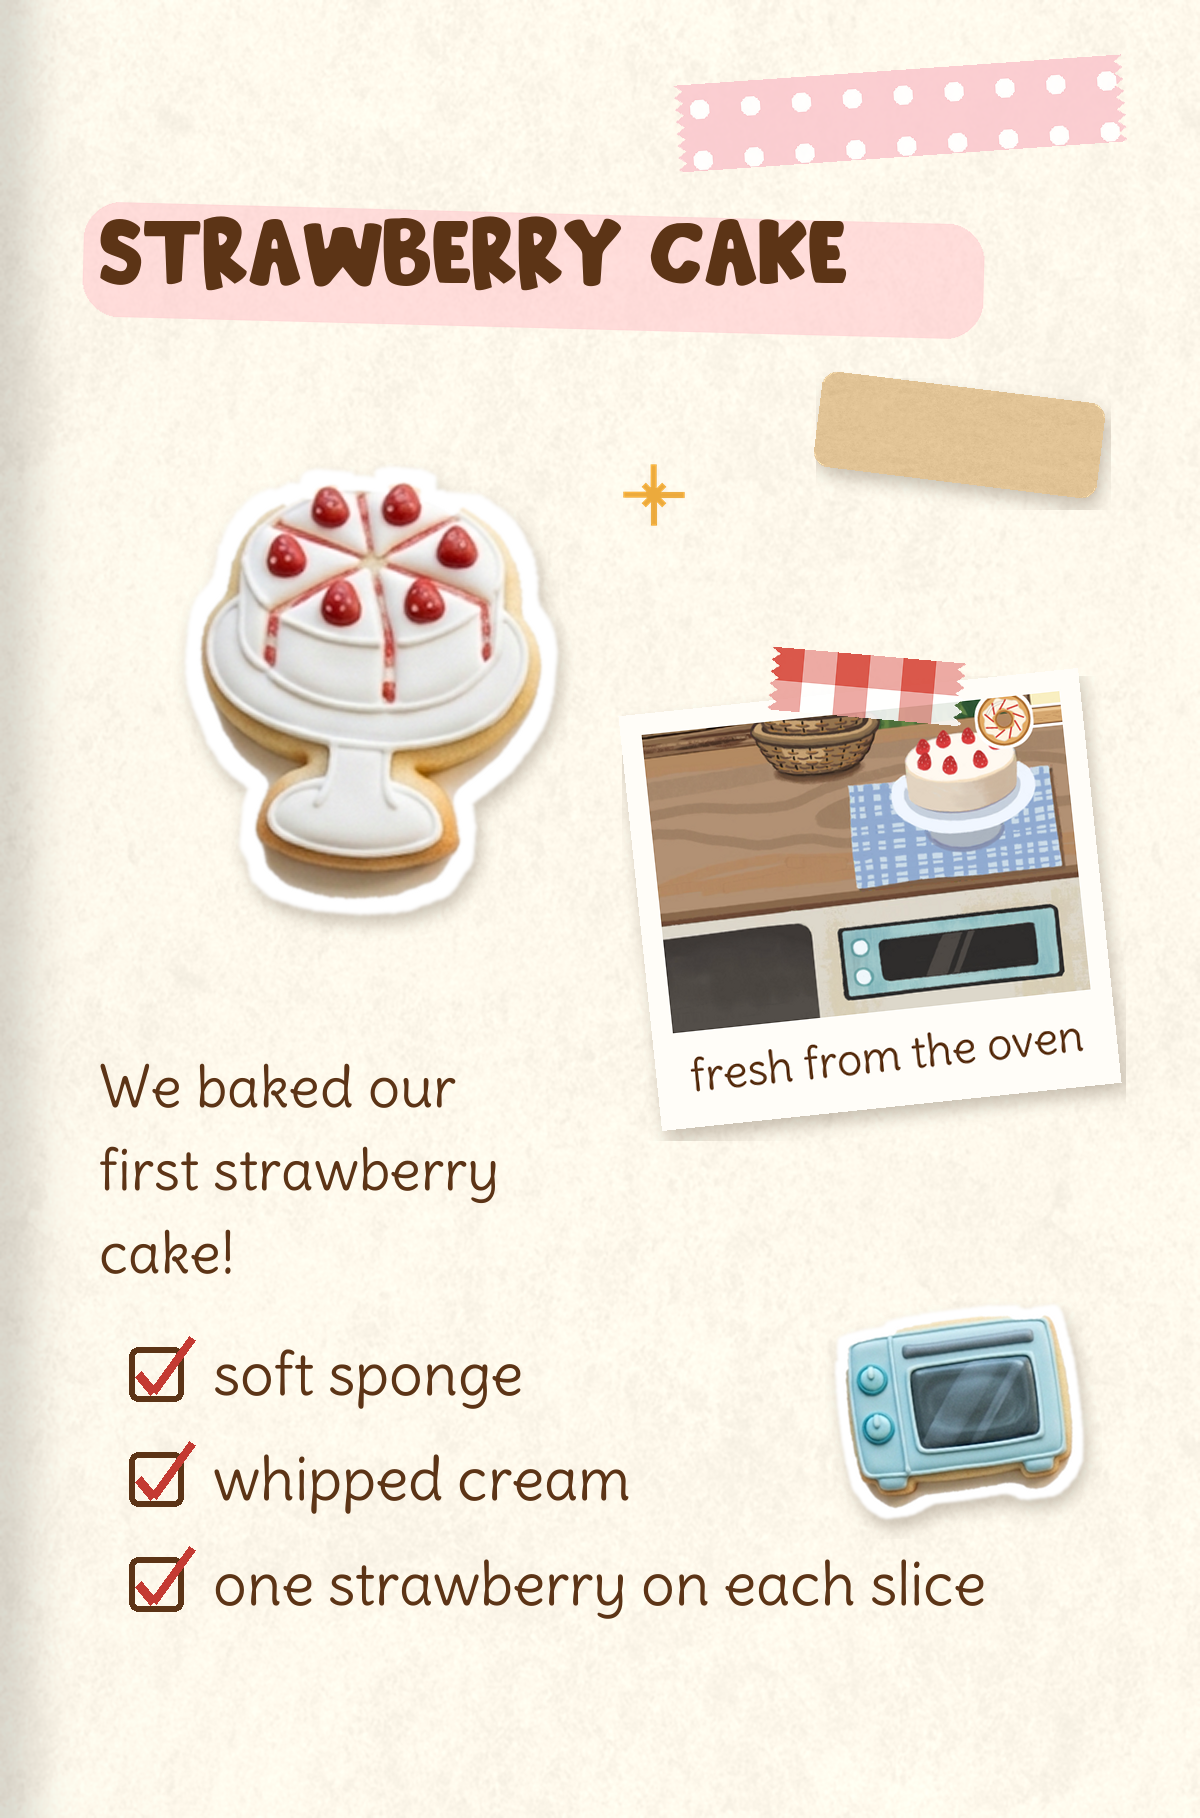 STRAWBERRY CAKE
fresh from the oven
We baked our
first strawberry
cake!
soft sponge
whipped cream
one strawberry on each slice